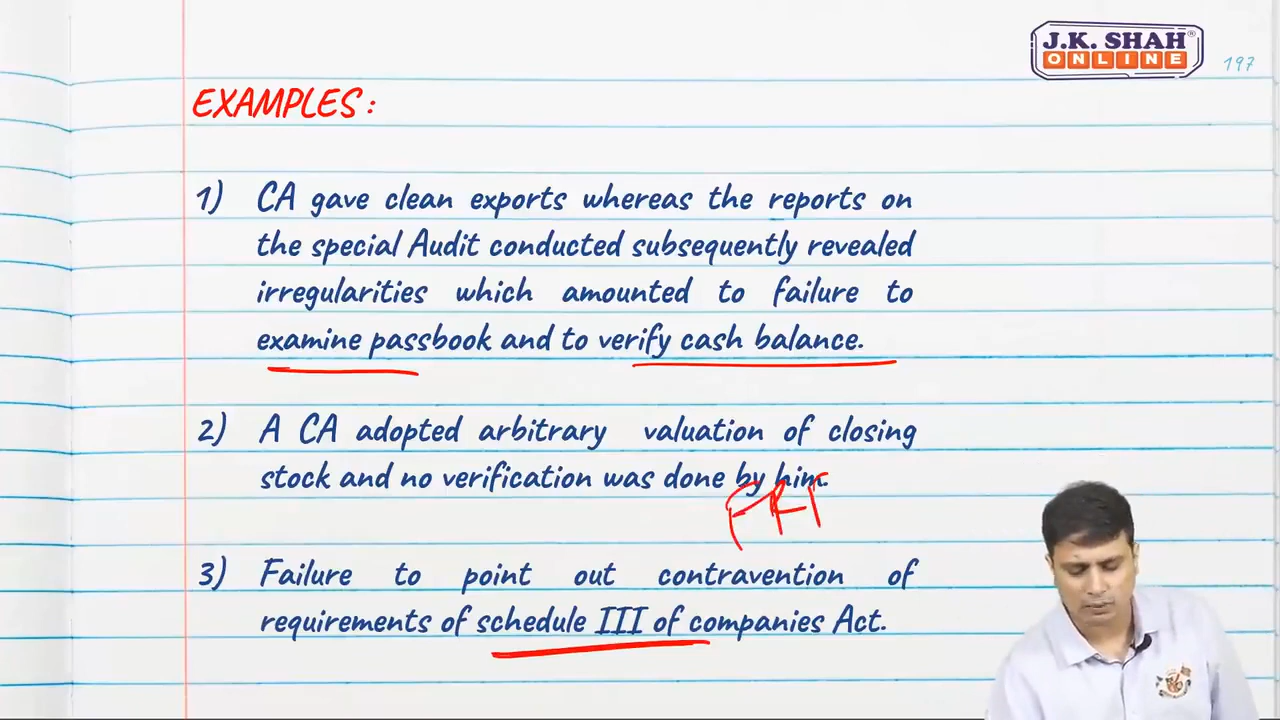 J.K. SHAH®
ONLINE
197
EXAMPLES:
1) CA gave clean exports whereas the reports on
the special Audit conducted subsequently revealed
irregularities which amounted to failure to
examine passbook and to verify cash balance.
2) A CA adopted arbitrary valuation of closing
stock and no verification was done by him.
3) Failure to point out contravention of
requirements of schedule III of companies Act.